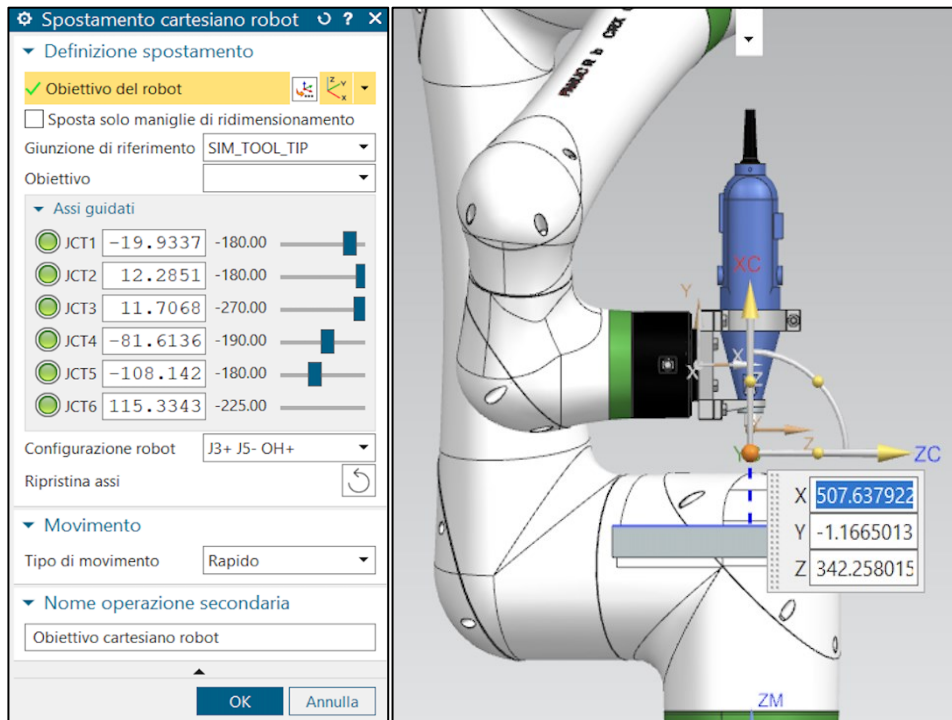 Spostamento cartesiano robot
Definizione spostamento
Obiettivo del robot
Sposta solo maniglie di ridimensionamento
Giunzione di riferimento SIM_TOOL_TIP
Obiettivo
Assi guidati
JCT1 -19.9337 -180.00
JCT2 12.2851 -180.00
JCT3 11.7068 -270.00
JCT4 -81.6136 -190.00
JCT5 -108.142 -180.00
JCT6 115.3343 -225.00
Configurazione robot J3+ J5- OH+
Ripristina assi
Movimento
Tipo di movimento Rapido
Nome operazione secondaria
Obiettivo cartesiano robot
OK Annulla
FANUC R b CRX
XC
Y
X
X
Z
Y
Z
ZC
X 507.637922
Y -1.1665013
Z 342.258015
ZM